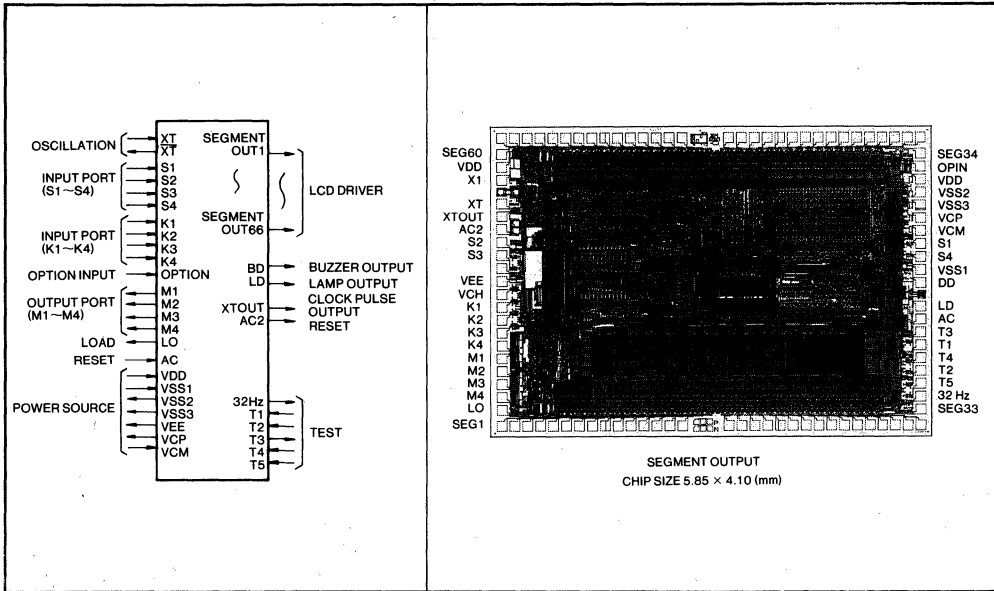 OSCILLATION
INPUT PORT
(S1~S4)
INPUT PORT
(K1~K4)
OPTION INPUT
OUTPUT PORT
(M1~M4)
LOAD
RESET
POWER SOURCE
XT
XT
S1
S2
S3
S4
K1
K2
K3
K4
OPTION
M1
M2
M3
M4
LO
AC
VDD
VSS1
VSS2
VSS3
VEE
VCP
VCM
SEGMENT
OUT1
SEGMENT
OUT66
BD
LD
XTOUT
AC2
32Hz
T1
T2
T3
T4
T5
LCD DRIVER
BUZZER OUTPUT
LAMP OUTPUT
CLOCK PULSE
OUTPUT
RESET
TEST
SEG60
VDD
X1
XT
XTOUT
AC2
S2
S3
VEE
VCH
K1
K2
K3
K4
M1
M2
M3
M4
LO
SEG1
SEG34
OPIN
VDD
VSS2
VSS3
VCP
VCM
S1
S4
VSS1
DD
LD
AC
T3
T1
T4
T2
T5
32 Hz
SEG33
SEGMENT OUTPUT
CHIP SIZE 5.85 × 4.10 (mm)